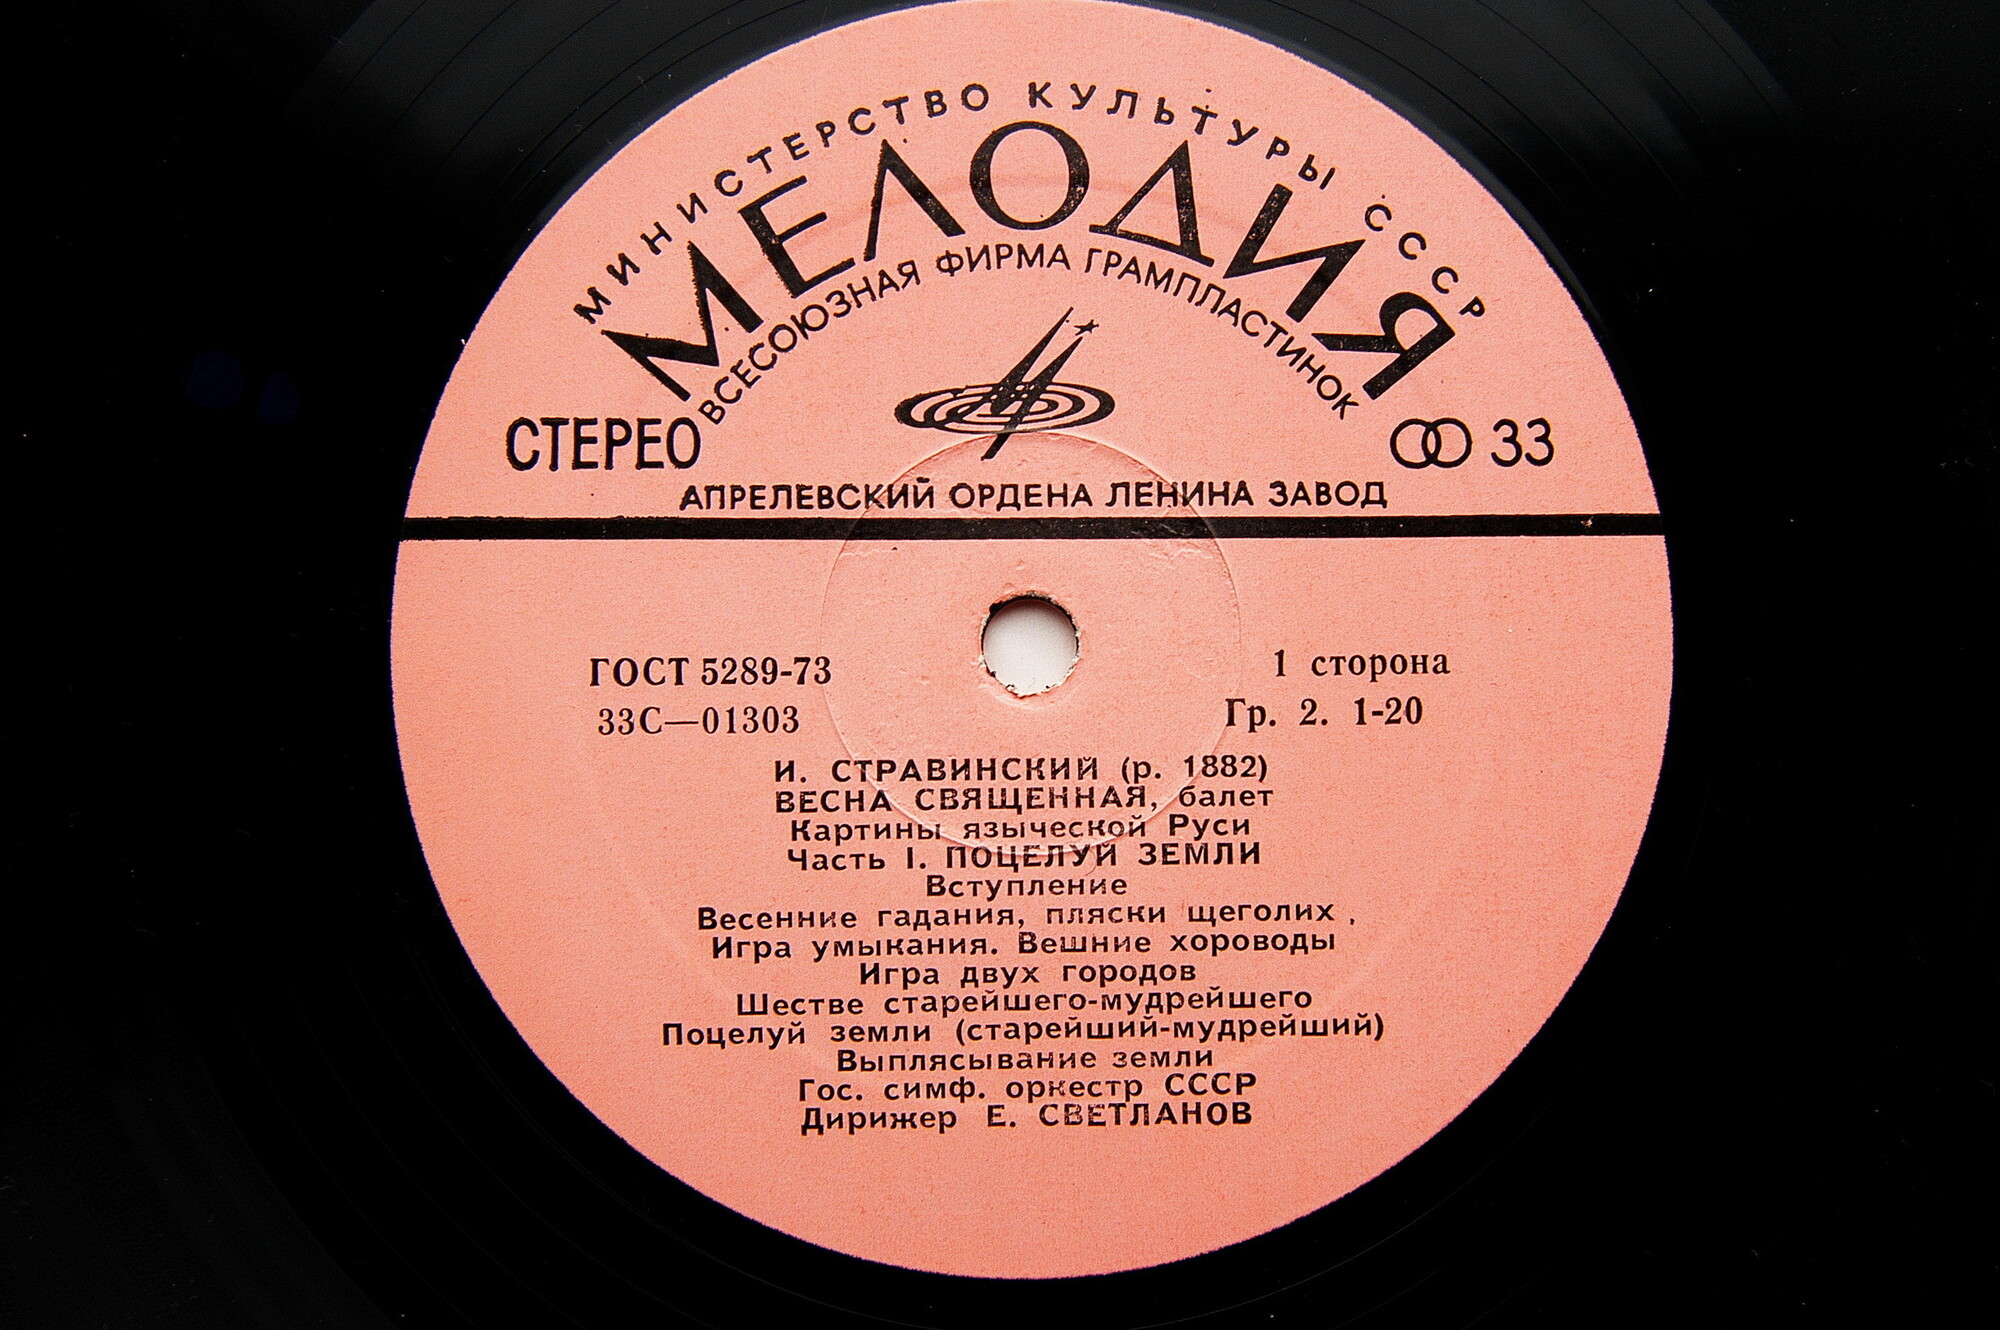 МИНИСТЕРСТВО КУЛЬТУРЫ СССР
МЕЛОДИЯ
ВСЕСОЮЗНАЯ ФИРМА ГРАМПЛАСТИНОК
СТЕРЕО
33
АПРЕЛЕВСКИЙ ОРДЕНА ЛЕНИНА ЗАВОД
ГОСТ 5289-73
33С—01303
1 сторона
Гр. 2. 1-20
И. СТРАВИНСКИЙ (р. 1882)
ВЕСНА СВЯЩЕННАЯ, балет
Картины языческой Руси
Часть I. ПОЦЕЛУЙ ЗЕМЛИ
Вступление
Весенние гадания, пляски щеголих ,
Игра умыкания. Вешние хороводы
Игра двух городов
Шестве старейшего-мудрейшего
Поцелуй земли (старейший-мудрейший)
Выплясывание земли
Гос. симф. оркестр СССР
Дирижер Е. СВЕТЛАНОВ